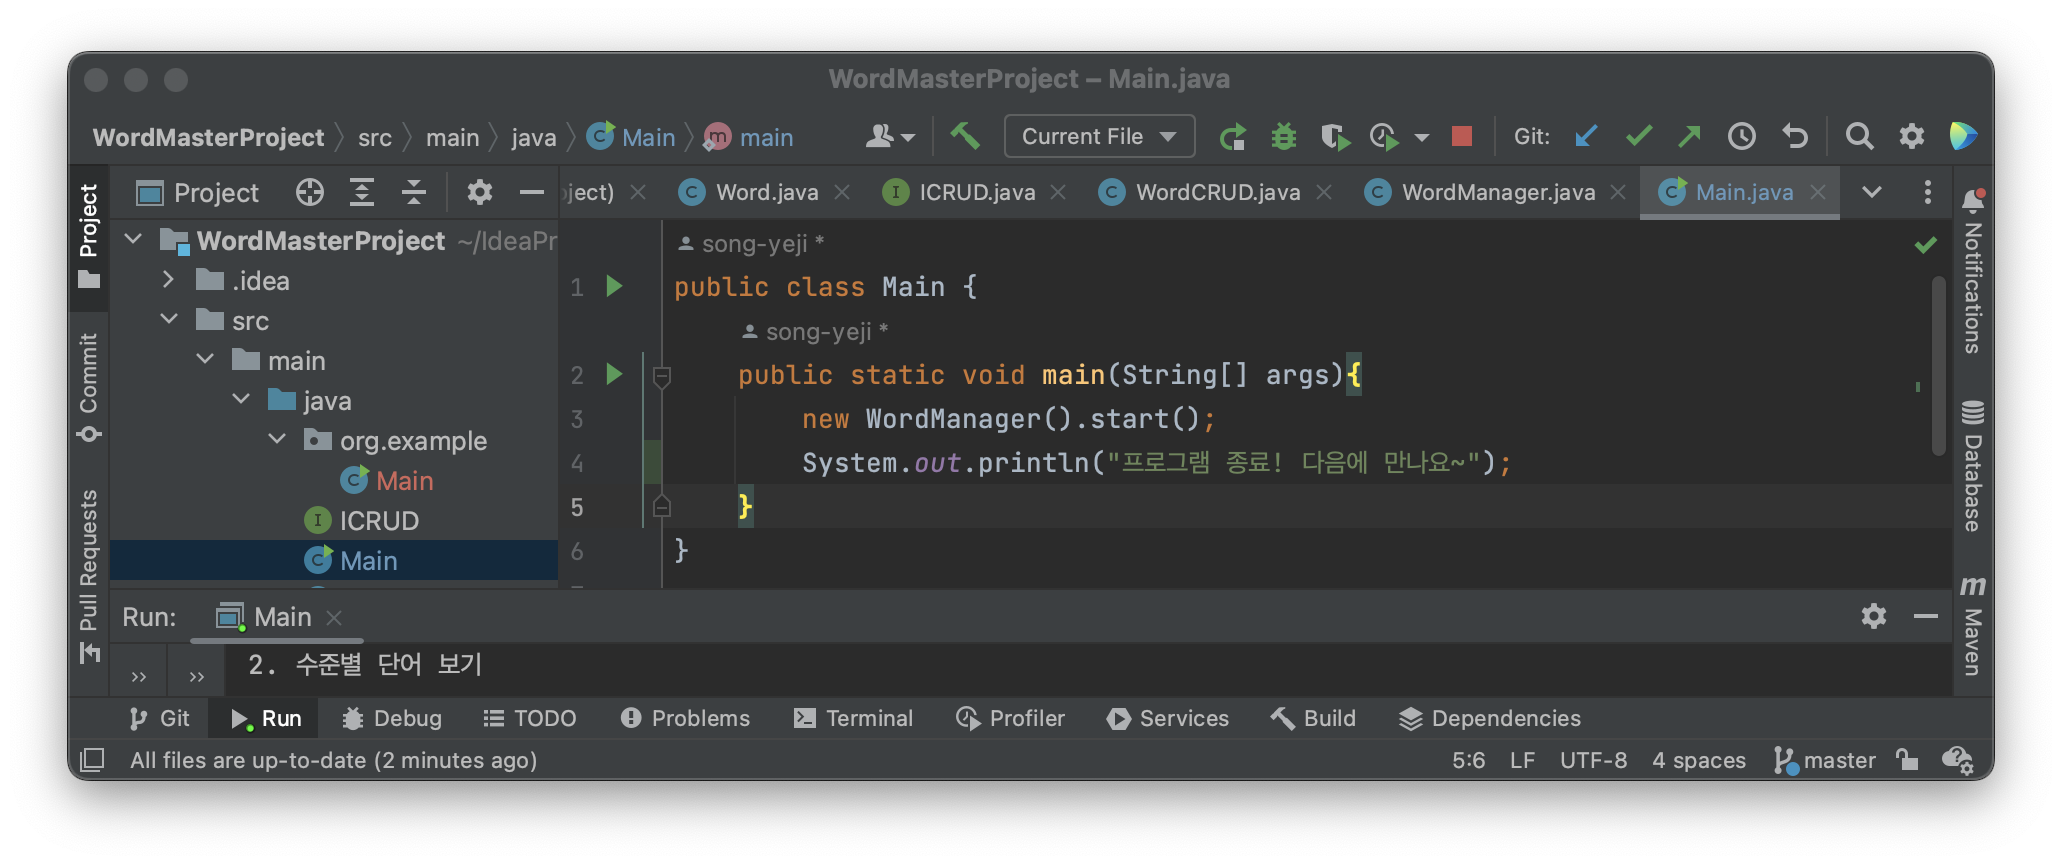 WordMasterProject – Main.java
WordMasterProject src main java Main main
Current File
Git:
Project
Commit
Pull Requests
Project
WordMasterProject ~/IdeaPr
.idea
src
main
java
org.example
Main
ICRUD
Main
oject) Word.java ICRUD.java WordCRUD.java WordManager.java Main.java
song-yeji *
1 public class Main {
song-yeji *
2 public static void main(String[] args){
3 new WordManager().start();
4 System.out.println("프로그램 종료! 다음에 만나요~");
5 }
6 }
Notifications
Database
Maven
Run: Main
2. 수준별 단어 보기
Git Run Debug TODO Problems Terminal Profiler Services Build Dependencies
All files are up-to-date (2 minutes ago)
5:6 LF UTF-8 4 spaces master